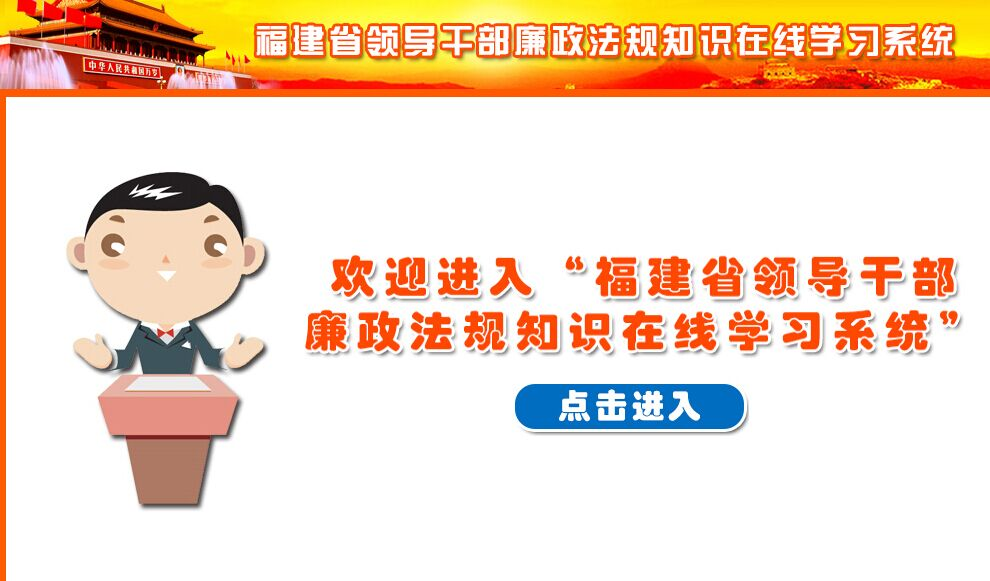 福建省领导干部廉政法规知识在线学习系统
中华人民共和国万岁
欢迎进入“福建省领导干部
廉政法规知识在线学习系统”
点击进入